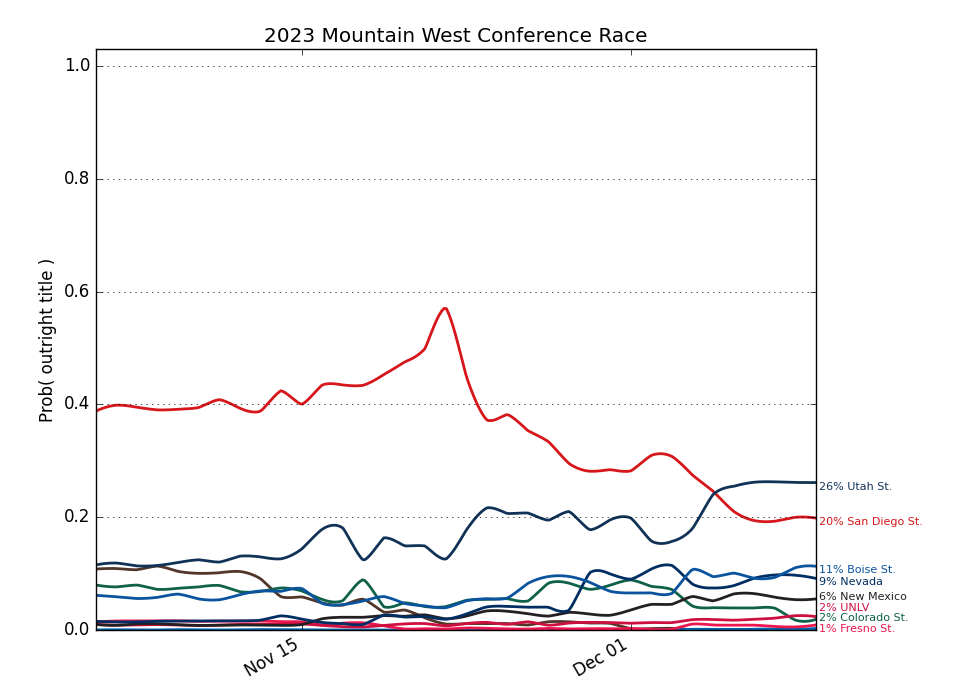 2023 Mountain West Conference Race
Prob( outright title )
1.0
0.8
0.6
0.4
0.2
0.0
Nov 15
Dec 01
26% Utah St.
20% San Diego St.
11% Boise St.
9% Nevada
6% New Mexico
2% UNLV
2% Colorado St.
1% Fresno St.